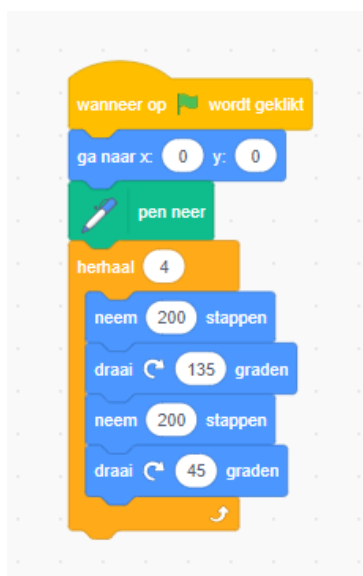 wanneer op wordt geklikt
ga naar x: 0 y: 0
pen neer
herhaal 4
neem 200 stappen
draai 135 graden
neem 200 stappen
draai 45 graden